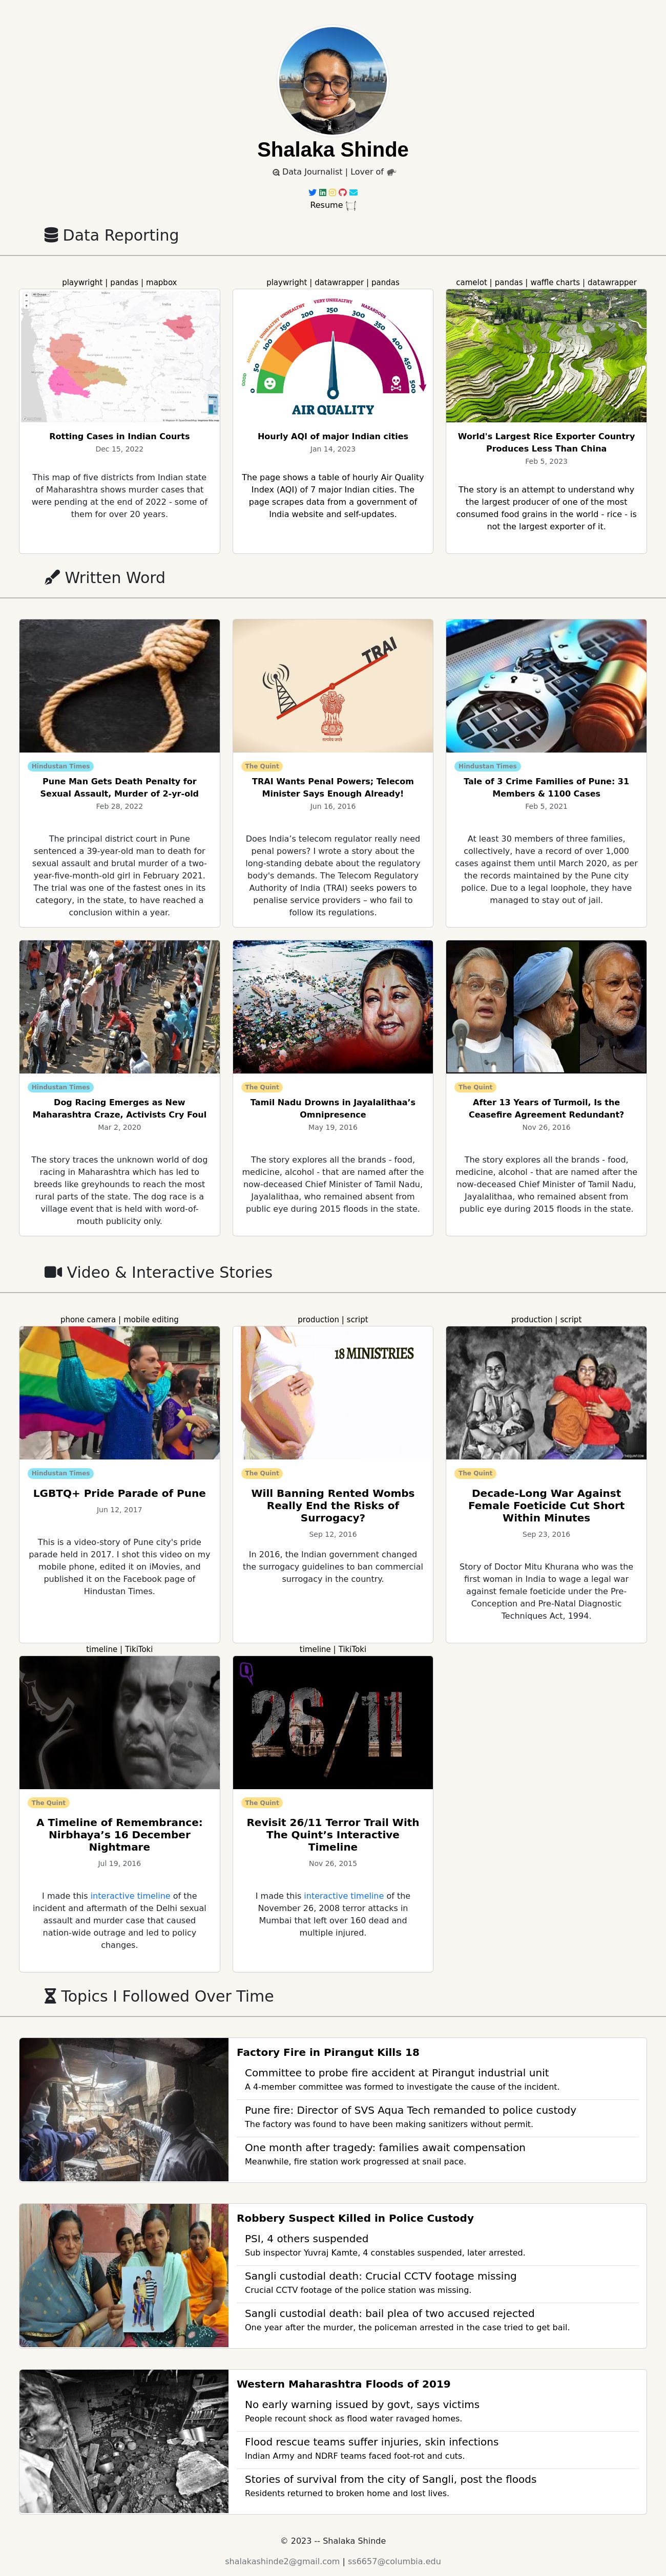 Shalaka Shinde
Data Journalist | Lover of
Resume
Data Reporting
playwright | pandas | mapbox
Rotting Cases in Indian Courts
Dec 15, 2022
This map of five districts from Indian state
of Maharashtra shows murder cases that
were pending at the end of 2022 - some of
them for over 20 years.
playwright | datawrapper | pandas
GOOD
MODERATE
UNHEALTHY
UNHEALTHY
VERY UNHEALTHY
HAZARDOUS
0
50
100
150
200
250
300
350
400
450
500
AIR QUALITY
Hourly AQI of major Indian cities
Jan 14, 2023
The page shows a table of hourly Air Quality
Index (AQI) of 7 major Indian cities. The
page scrapes data from a government of
India website and self-updates.
camelot | pandas | waffle charts | datawrapper
World's Largest Rice Exporter Country
Produces Less Than China
Feb 5, 2023
The story is an attempt to understand why
the largest producer of one of the most
consumed food grains in the world - rice - is
not the largest exporter of it.
Written Word
Hindustan Times
Pune Man Gets Death Penalty for
Sexual Assault, Murder of 2-yr-old
Feb 28, 2022
The principal district court in Pune
sentenced a 39-year-old man to death for
sexual assault and brutal murder of a two-
year-five-month-old girl in February 2021.
The trial was one of the fastest ones in its
category, in the state, to have reached a
conclusion within a year.
TRAI
The Quint
TRAI Wants Penal Powers; Telecom
Minister Says Enough Already!
Jun 16, 2016
Does India’s telecom regulator really need
penal powers? I wrote a story about the
long-standing debate about the regulatory
body's demands. The Telecom Regulatory
Authority of India (TRAI) seeks powers to
penalise service providers – who fail to
follow its regulations.
Hindustan Times
Tale of 3 Crime Families of Pune: 31
Members & 1100 Cases
Feb 5, 2021
At least 30 members of three families,
collectively, have a record of over 1,000
cases against them until March 2020, as per
the records maintained by the Pune city
police. Due to a legal loophole, they have
managed to stay out of jail.
Hindustan Times
Dog Racing Emerges as New
Maharashtra Craze, Activists Cry Foul
Mar 2, 2020
The story traces the unknown world of dog
racing in Maharashtra which has led to
breeds like greyhounds to reach the most
rural parts of the state. The dog race is a
village event that is held with word-of-
mouth publicity only.
The Quint
Tamil Nadu Drowns in Jayalalithaa’s
Omnipresence
May 19, 2016
The story explores all the brands - food,
medicine, alcohol - that are named after the
now-deceased Chief Minister of Tamil Nadu,
Jayalalithaa, who remained absent from
public eye during 2015 floods in the state.
The Quint
After 13 Years of Turmoil, Is the
Ceasefire Agreement Redundant?
Nov 26, 2016
The story explores all the brands - food,
medicine, alcohol - that are named after the
now-deceased Chief Minister of Tamil Nadu,
Jayalalithaa, who remained absent from
public eye during 2015 floods in the state.
Video & Interactive Stories
phone camera | mobile editing
Hindustan Times
LGBTQ+ Pride Parade of Pune
Jun 12, 2017
This is a video-story of Pune city's pride
parade held in 2017. I shot this video on my
mobile phone, edited it on iMovies, and
published it on the Facebook page of
Hindustan Times.
production | script
18 MINISTRIES
The Quint
Will Banning Rented Wombs
Really End the Risks of
Surrogacy?
Sep 12, 2016
In 2016, the Indian government changed
the surrogacy guidelines to ban commercial
surrogacy in the country.
production | script
The Quint
Decade-Long War Against
Female Foeticide Cut Short
Within Minutes
Sep 23, 2016
Story of Doctor Mitu Khurana who was the
first woman in India to wage a legal war
against female foeticide under the Pre-
Conception and Pre-Natal Diagnostic
Techniques Act, 1994.
timeline | TikiToki
The Quint
A Timeline of Remembrance:
Nirbhaya’s 16 December
Nightmare
Jul 19, 2016
I made this interactive timeline of the
incident and aftermath of the Delhi sexual
assault and murder case that caused
nation-wide outrage and led to policy
changes.
timeline | TikiToki
Q
26/11
The Quint
Revisit 26/11 Terror Trail With
The Quint’s Interactive
Timeline
Nov 26, 2015
I made this interactive timeline of the
November 26, 2008 terror attacks in
Mumbai that left over 160 dead and
multiple injured.
Topics I Followed Over Time
Factory Fire in Pirangut Kills 18
Committee to probe fire accident at Pirangut industrial unit
A 4-member committee was formed to investigate the cause of the incident.
Pune fire: Director of SVS Aqua Tech remanded to police custody
The factory was found to have been making sanitizers without permit.
One month after tragedy: families await compensation
Meanwhile, fire station work progressed at snail pace.
Robbery Suspect Killed in Police Custody
PSI, 4 others suspended
Sub inspector Yuvraj Kamte, 4 constables suspended, later arrested.
Sangli custodial death: Crucial CCTV footage missing
Crucial CCTV footage of the police station was missing.
Sangli custodial death: bail plea of two accused rejected
One year after the murder, the policeman arrested in the case tried to get bail.
Western Maharashtra Floods of 2019
No early warning issued by govt, says victims
People recount shock as flood water ravaged homes.
Flood rescue teams suffer injuries, skin infections
Indian Army and NDRF teams faced foot-rot and cuts.
Stories of survival from the city of Sangli, post the floods
Residents returned to broken home and lost lives.
© 2023 -- Shalaka Shinde
shalakashinde2@gmail.com | ss6657@columbia.edu